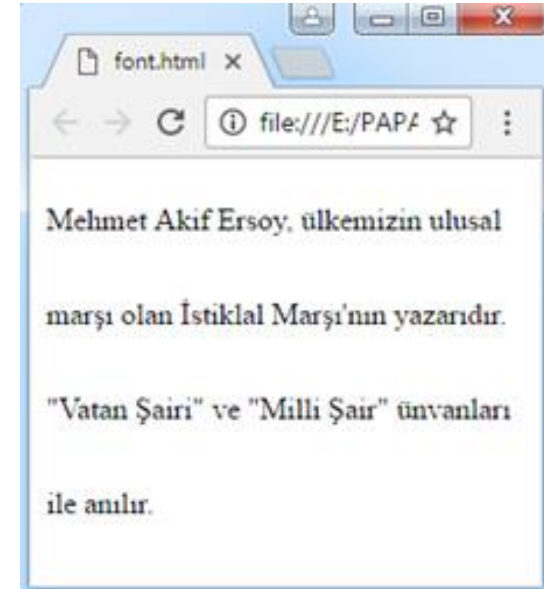 font.html
file:///E:/PAPA
Mehmet Akif Ersoy, ülkemizin ulusal
marşı olan İstiklal Marşı'nın yazarıdır.
"Vatan Şairi" ve "Milli Şair" ünvanları
ile anılır.